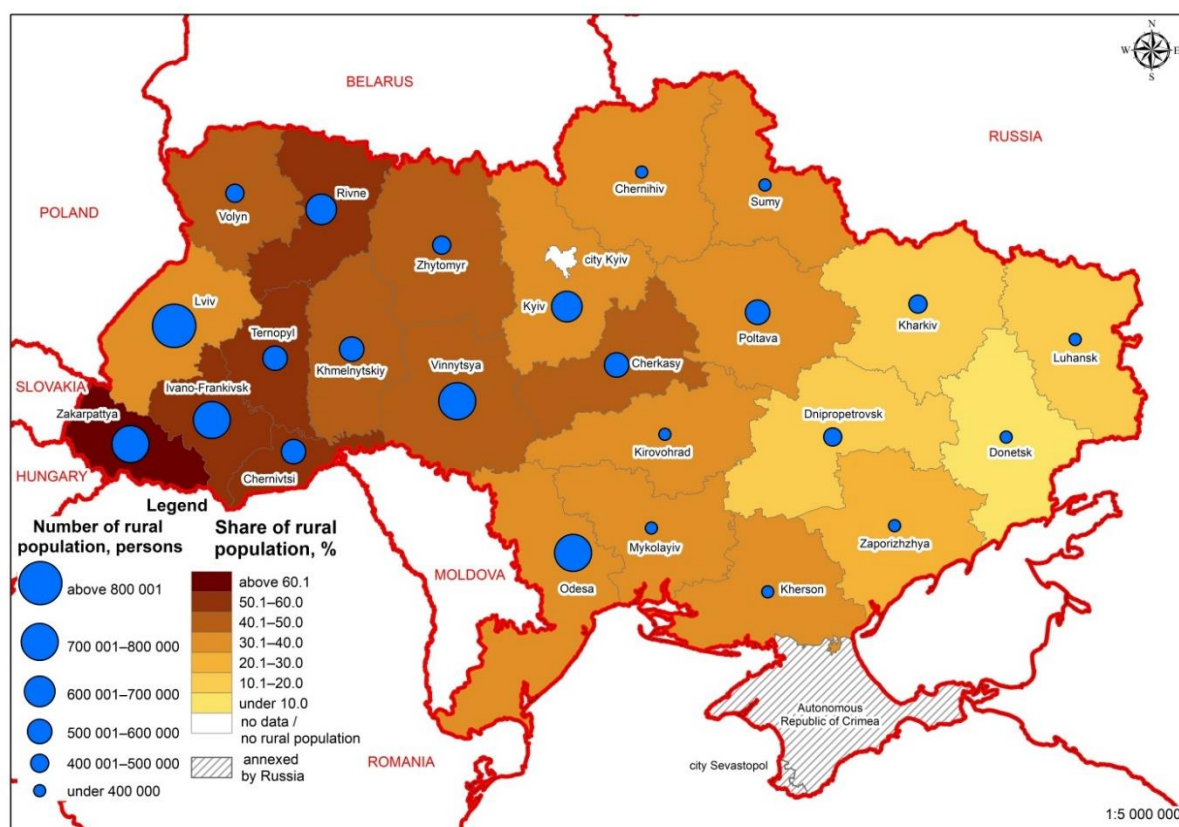 N
W E
S
BELARUS
RUSSIA
POLAND
SLOVAKIA
HUNGARY
MOLDOVA
ROMANIA
Volyn
Rivne
Zhytomyr
Chernihiv
Sumy
city Kyiv
Kyiv
Lviv
Ternopyl
Khmelnytskiy
Vinnytsya
Cherkasy
Poltava
Kharkiv
Luhansk
Ivano-Frankivsk
Zakarpattya
Chernivtsi
Kirovohrad
Dnipropetrovsk
Donetsk
Zaporizhzhya
Mykolayiv
Odesa
Kherson
Autonomous
Republic of Crimea
city Sevastopol
Legend
Number of rural
population, persons
above 800 001
700 001–800 000
600 001–700 000
500 001–600 000
400 001–500 000
under 400 000
Share of rural
population, %
above 60.1
50.1–60.0
40.1–50.0
30.1–40.0
20.1–30.0
10.1–20.0
under 10.0
no data /
no rural population
annexed
by Russia
1:5 000 000